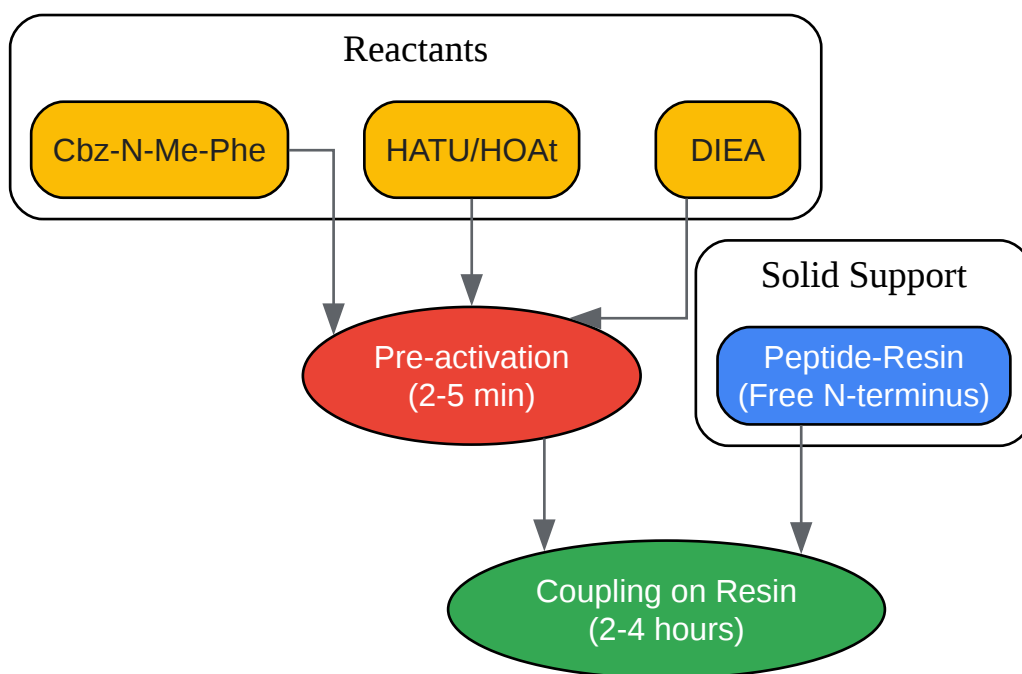 Reactants
Cbz-N-Me-Phe
HATU/HOAt
DIEA
Solid Support
Peptide-Resin
(Free N-terminus)
Pre-activation
(2-5 min)
Coupling on Resin
(2-4 hours)